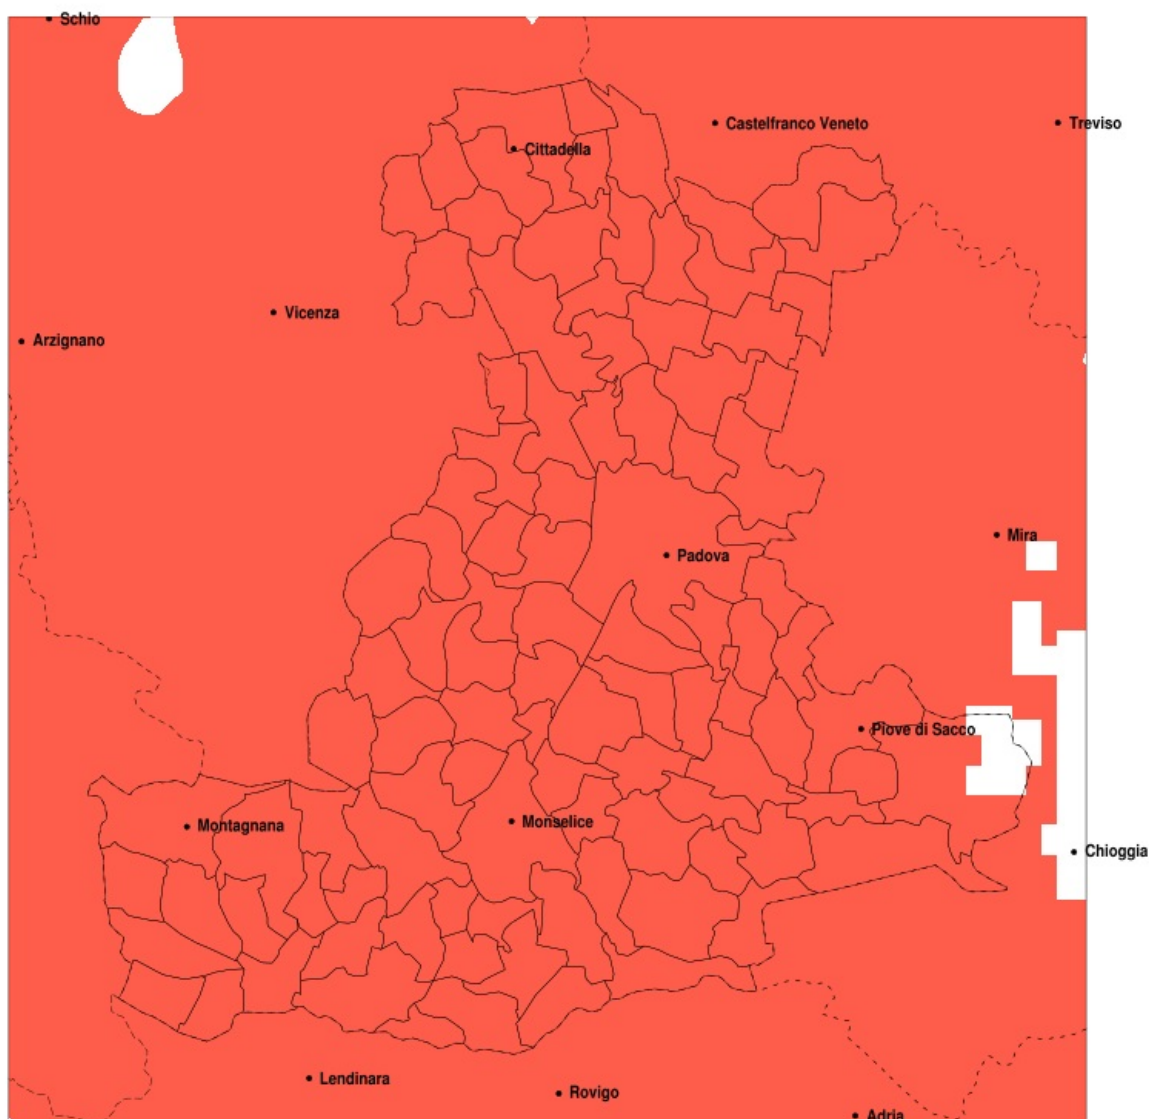 Schio
Castelfranco Veneto
Treviso
Cittadella
Vicenza
Arzignano
Mira
Padova
Piove di Sacco
Montagnana
Monselice
Chioggia
Lendinara
Rovigo
Adria